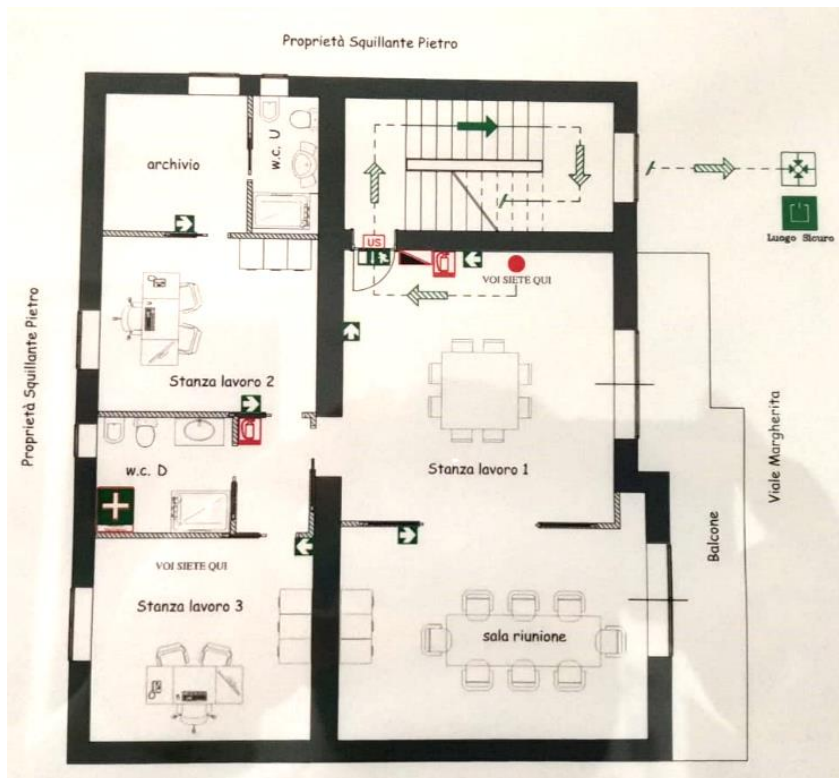 Proprietà Squillante Pietro
archivio
w.c. U
Luogo Sicuro
US
VOI SIETE QUI
Proprietà Squillante Pietro
Stanza lavoro 2
w.c. D
Stanza lavoro 1
Viale Margherita
Balcone
VOI SIETE QUI
Stanza lavoro 3
sala riunione